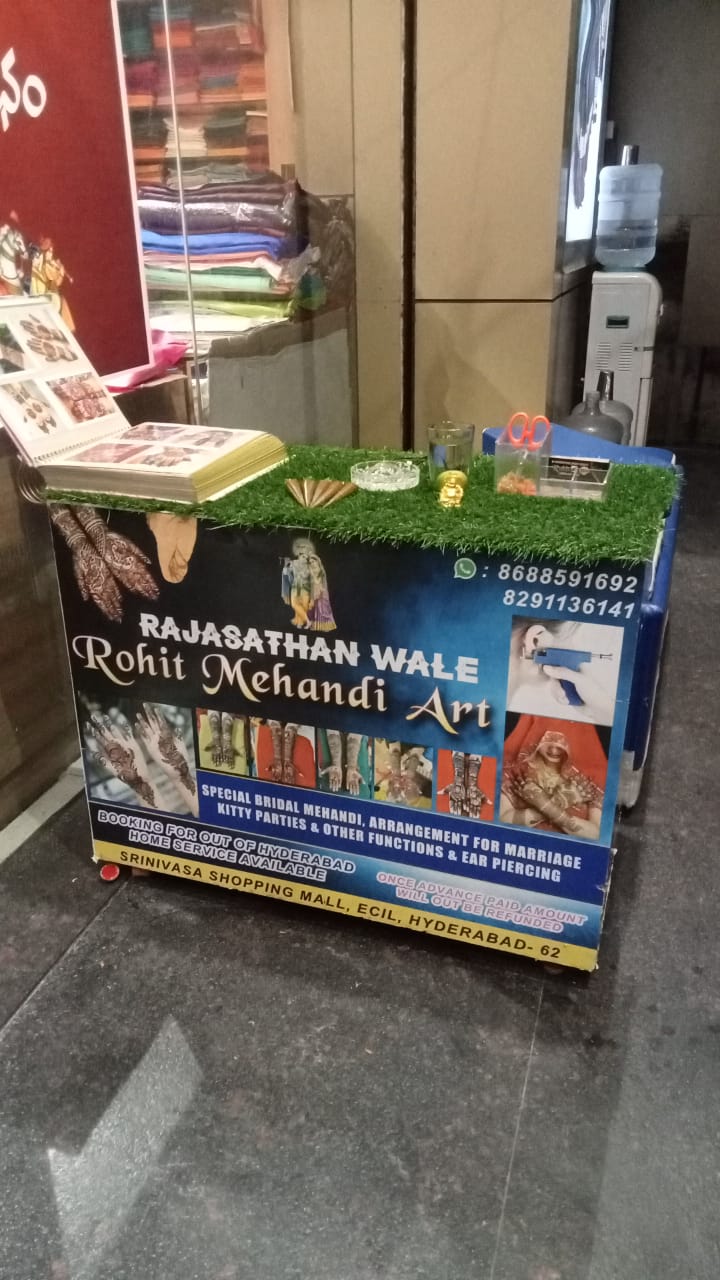 : 8688591692
8291136141
RAJASATHAN WALE
Rohit Mehandi Art
SPECIAL BRIDAL MEHANDI, ARRANGEMENT FOR MARRIAGE
KITTY PARTIES & OTHER FUNCTIONS & EAR PIERCING
BOOKING FOR OUT OF HYDERABAD
HOME SERVICE AVAILABLE
ONCE ADVANCE PAID AMOUNT
WILL OUT BE REFUNDED
SRINIVASA SHOPPING MALL, ECIL, HYDERABAD- 62